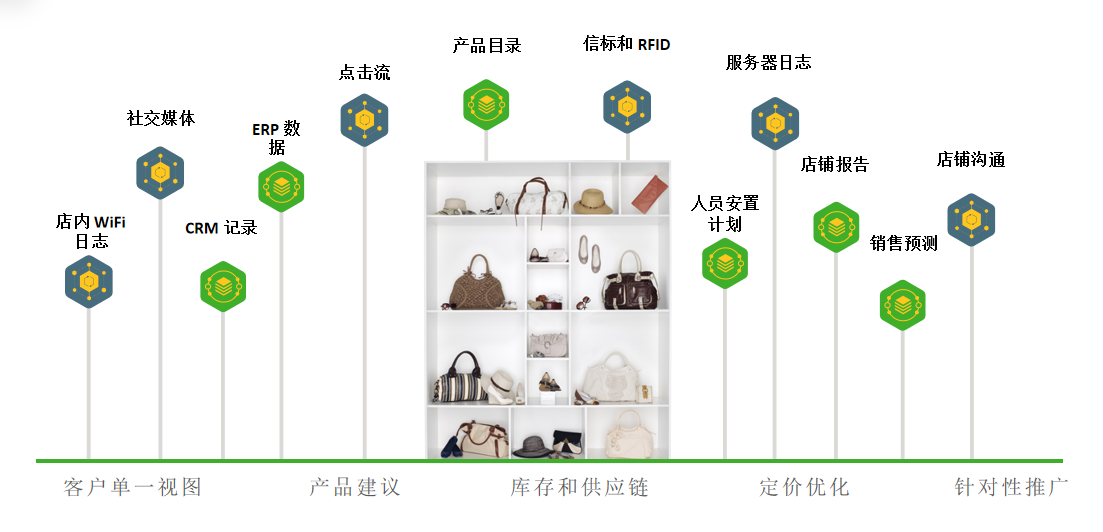 产品目录
信标和 RFID
服务器日志
点击流
社交媒体
ERP 数
据
店铺报告
店铺沟通
人员安置
计划
店内 WiFi
日志
CRM 记录
销售预测
客户单一视图
产品建议
库存和供应链
定价优化
针对性推广